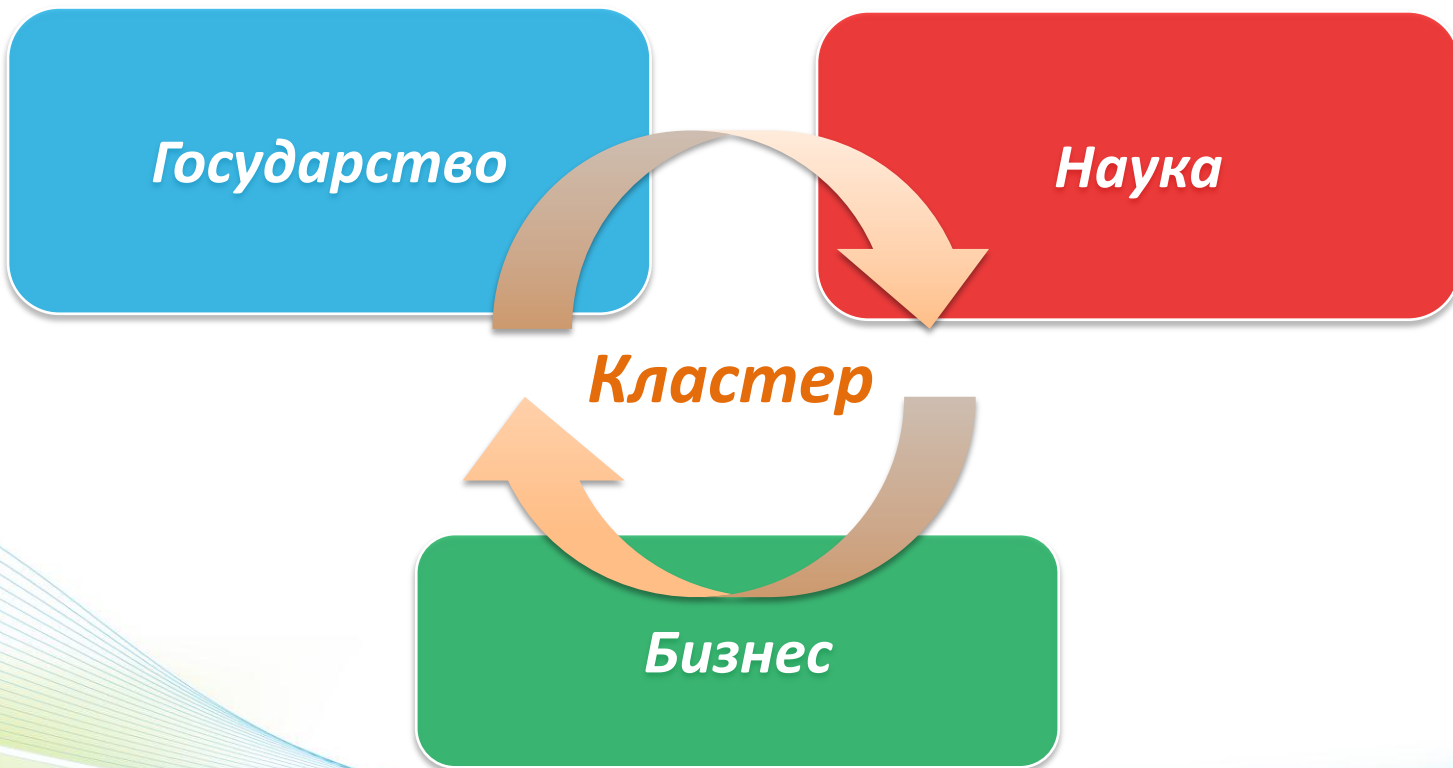 Государство
Наука
Кластер
Бизнес